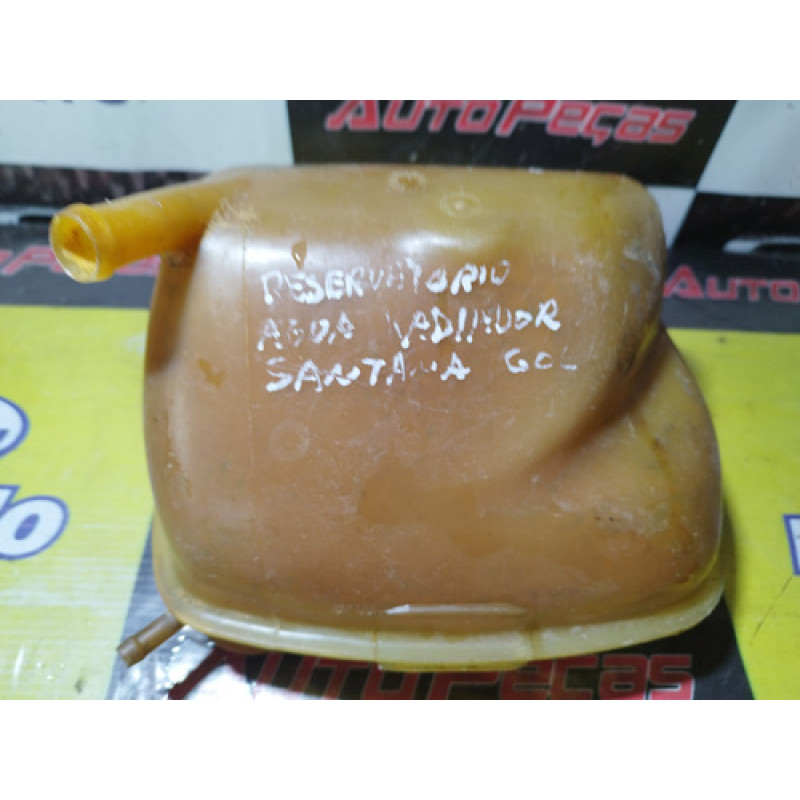 AUTOPEÇAS
RESERVATORIO
AGUA RADIADOR
SANTANA GOL
AUTOPEÇAS